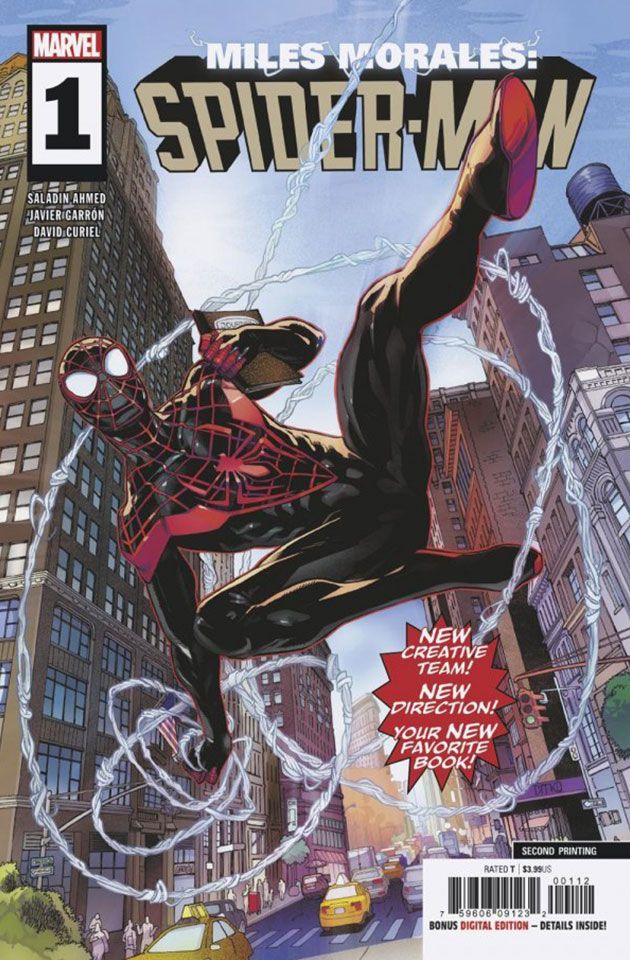 MARVEL
1
MILES MORALES:
SPIDER-MAN
SALADIN AHMED
JAVIER GARRÓN
DAVID CURIEL
NEW
CREATIVE
TEAM!
NEW
DIRECTION!
YOUR NEW
FAVORITE
BOOK!
SECOND PRINTING
RATED T | $3.99US
00112
7 59606 09123 2
BONUS DIGITAL EDITION – DETAILS INSIDE!